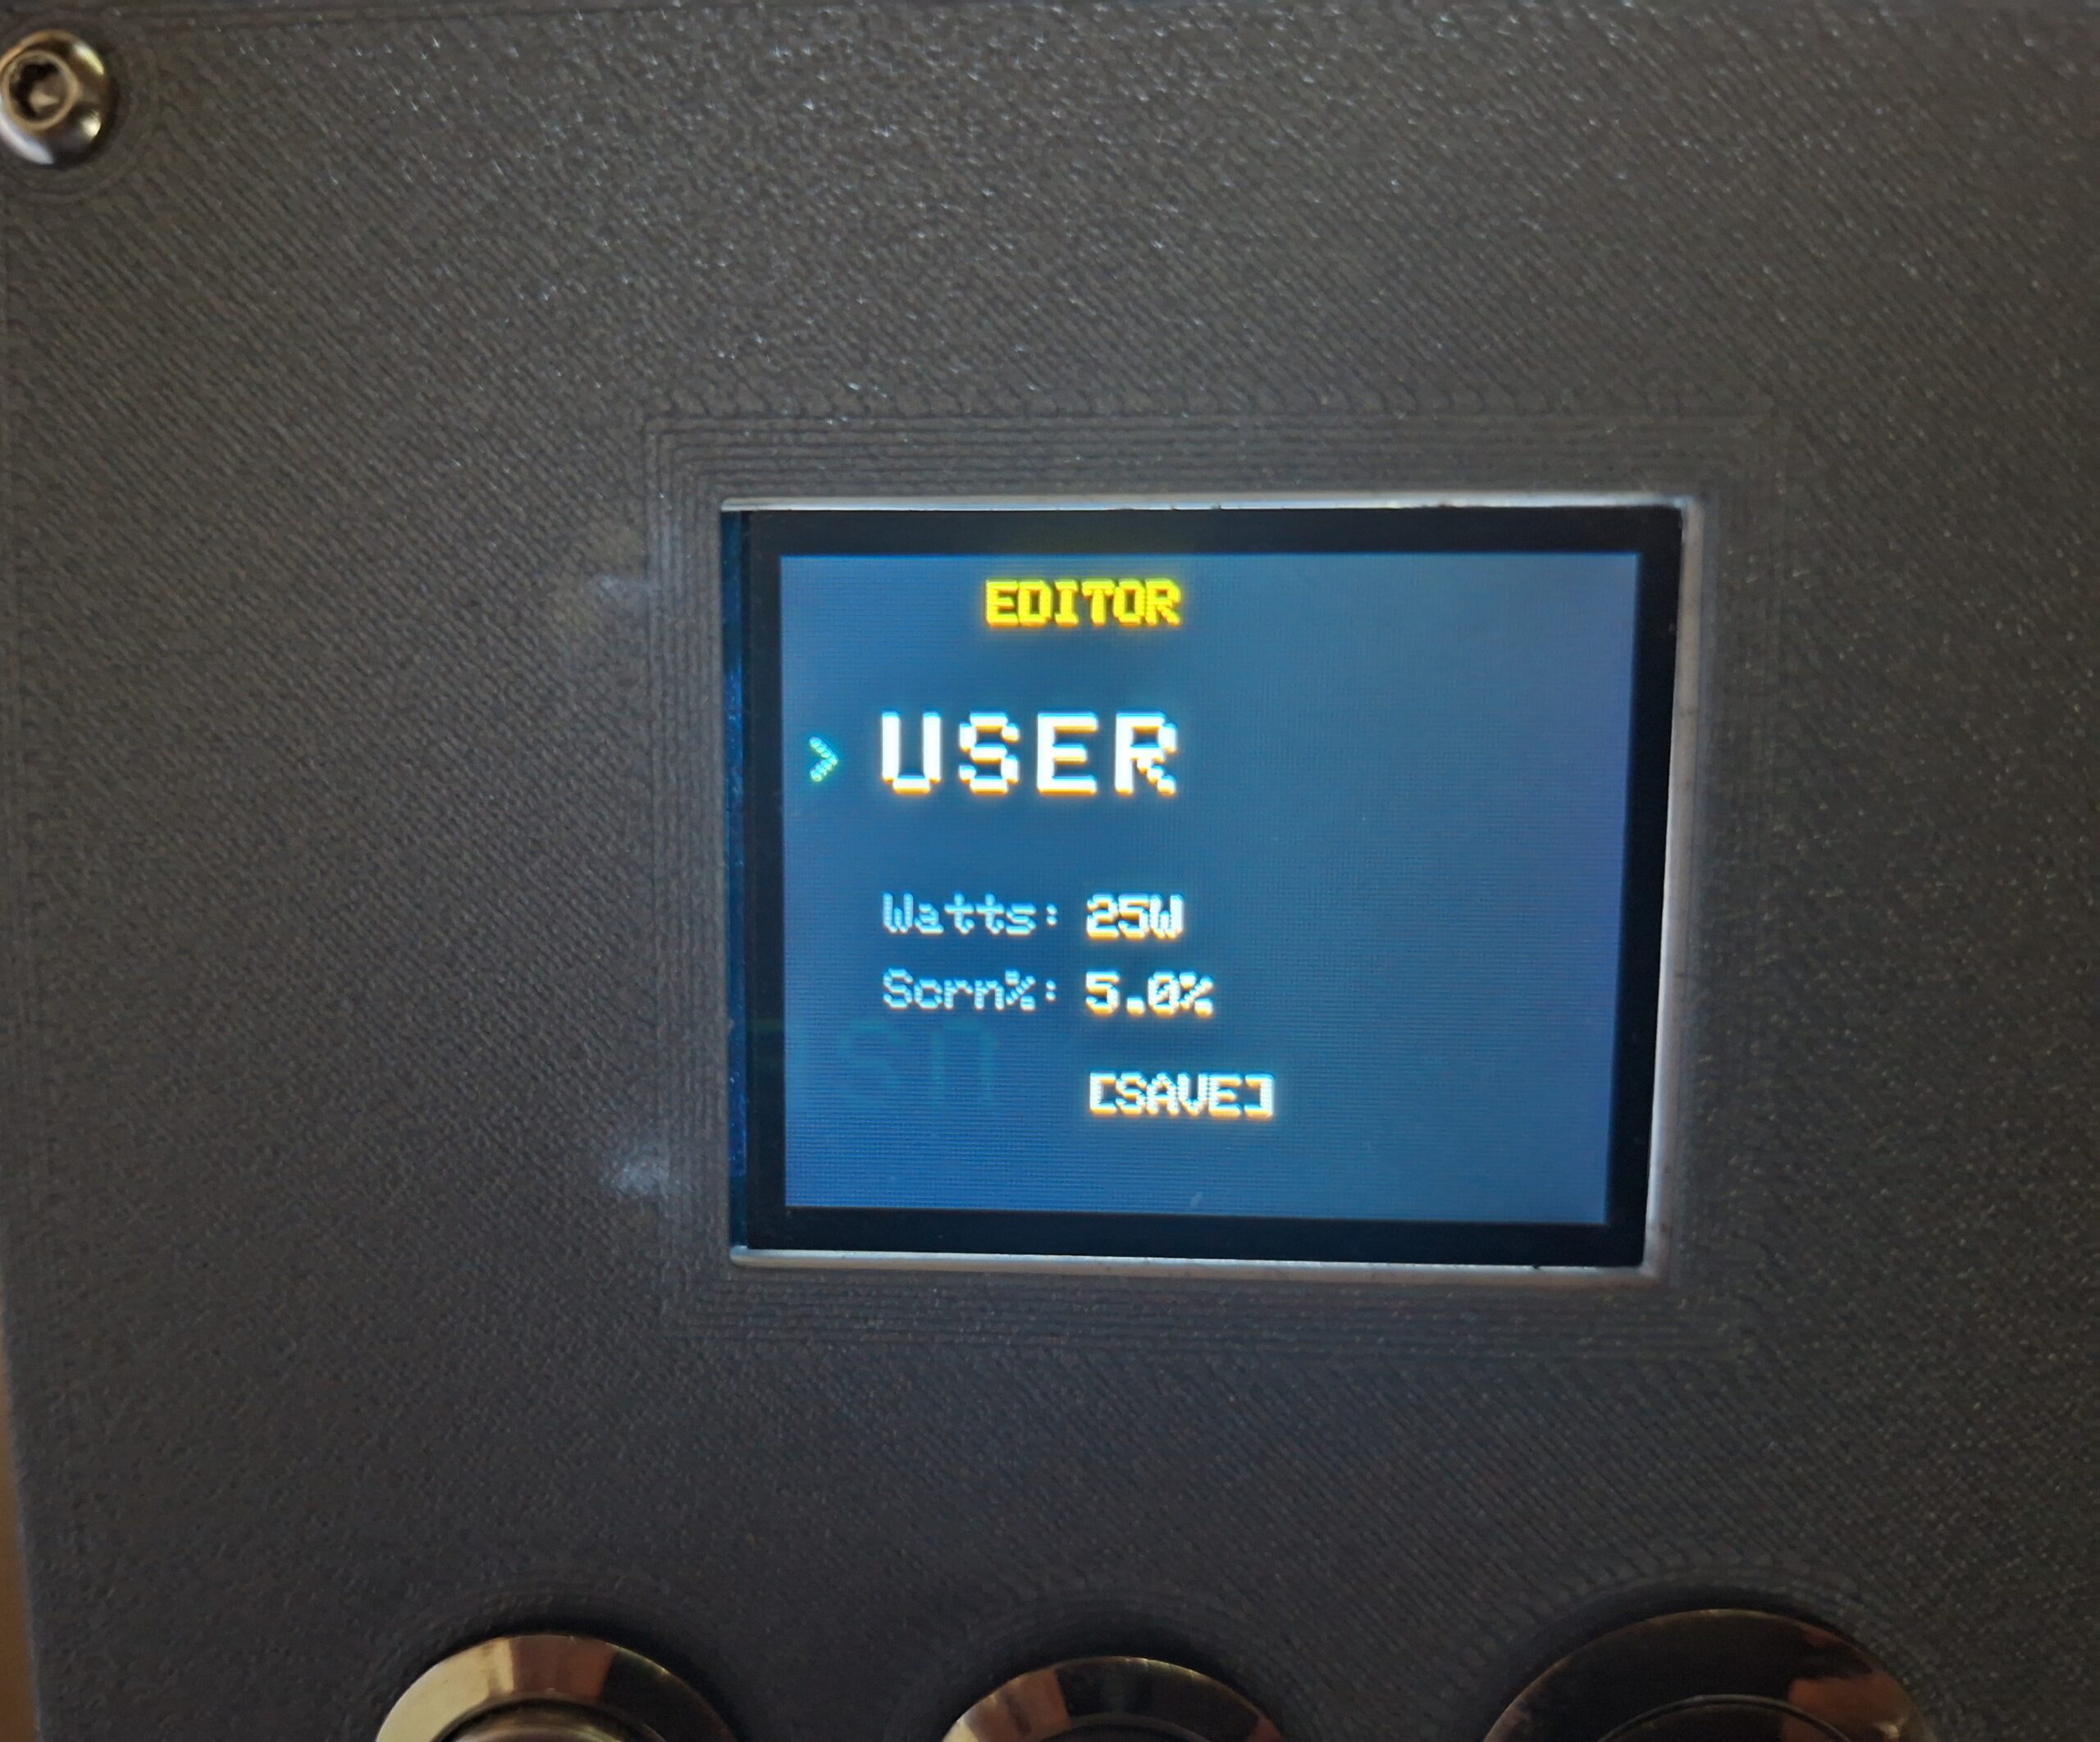 EDITOR
> USER
Watts: 25W
Scrn%: 5.0%
[SAVE]